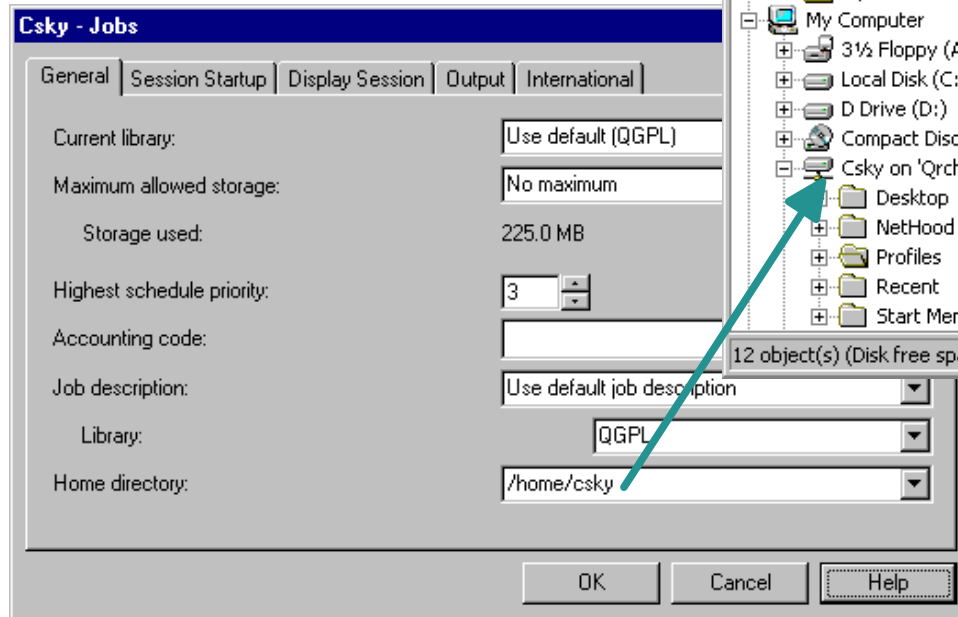 Csky - Jobs
General Session Startup Display Session Output International
Current library: Use default (QGPL)
Maximum allowed storage: No maximum
Storage used: 225.0 MB
Highest schedule priority: 3
Accounting code:
Job description: Use default job description
Library: QGPL
Home directory: /home/csky
OK Cancel Help
My Computer
3½ Floppy (A
Local Disk (C:
D Drive (D:)
Compact Disc
Csky on 'Qrch
Desktop
NetHood
Profiles
Recent
Start Men
12 object(s) (Disk free spa